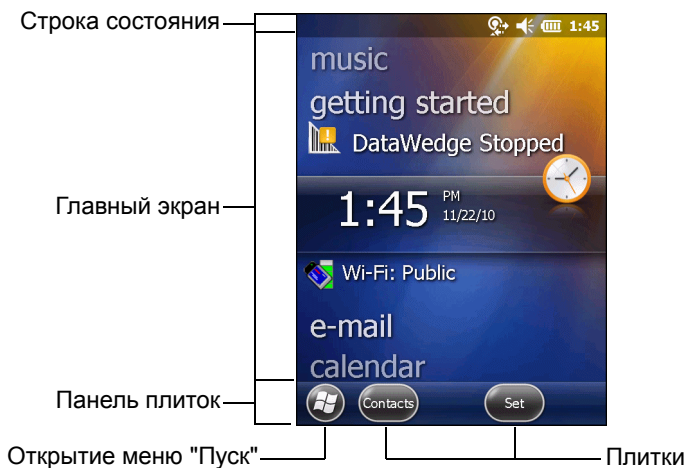 Строка состояния
1:45
music
getting started
DataWedge Stopped
Главный экран
1:45 PM
11/22/10
Wi-Fi: Public
e-mail
calendar
Панель плиток
Contacts
Set
Открытие меню "Пуск"
Плитки